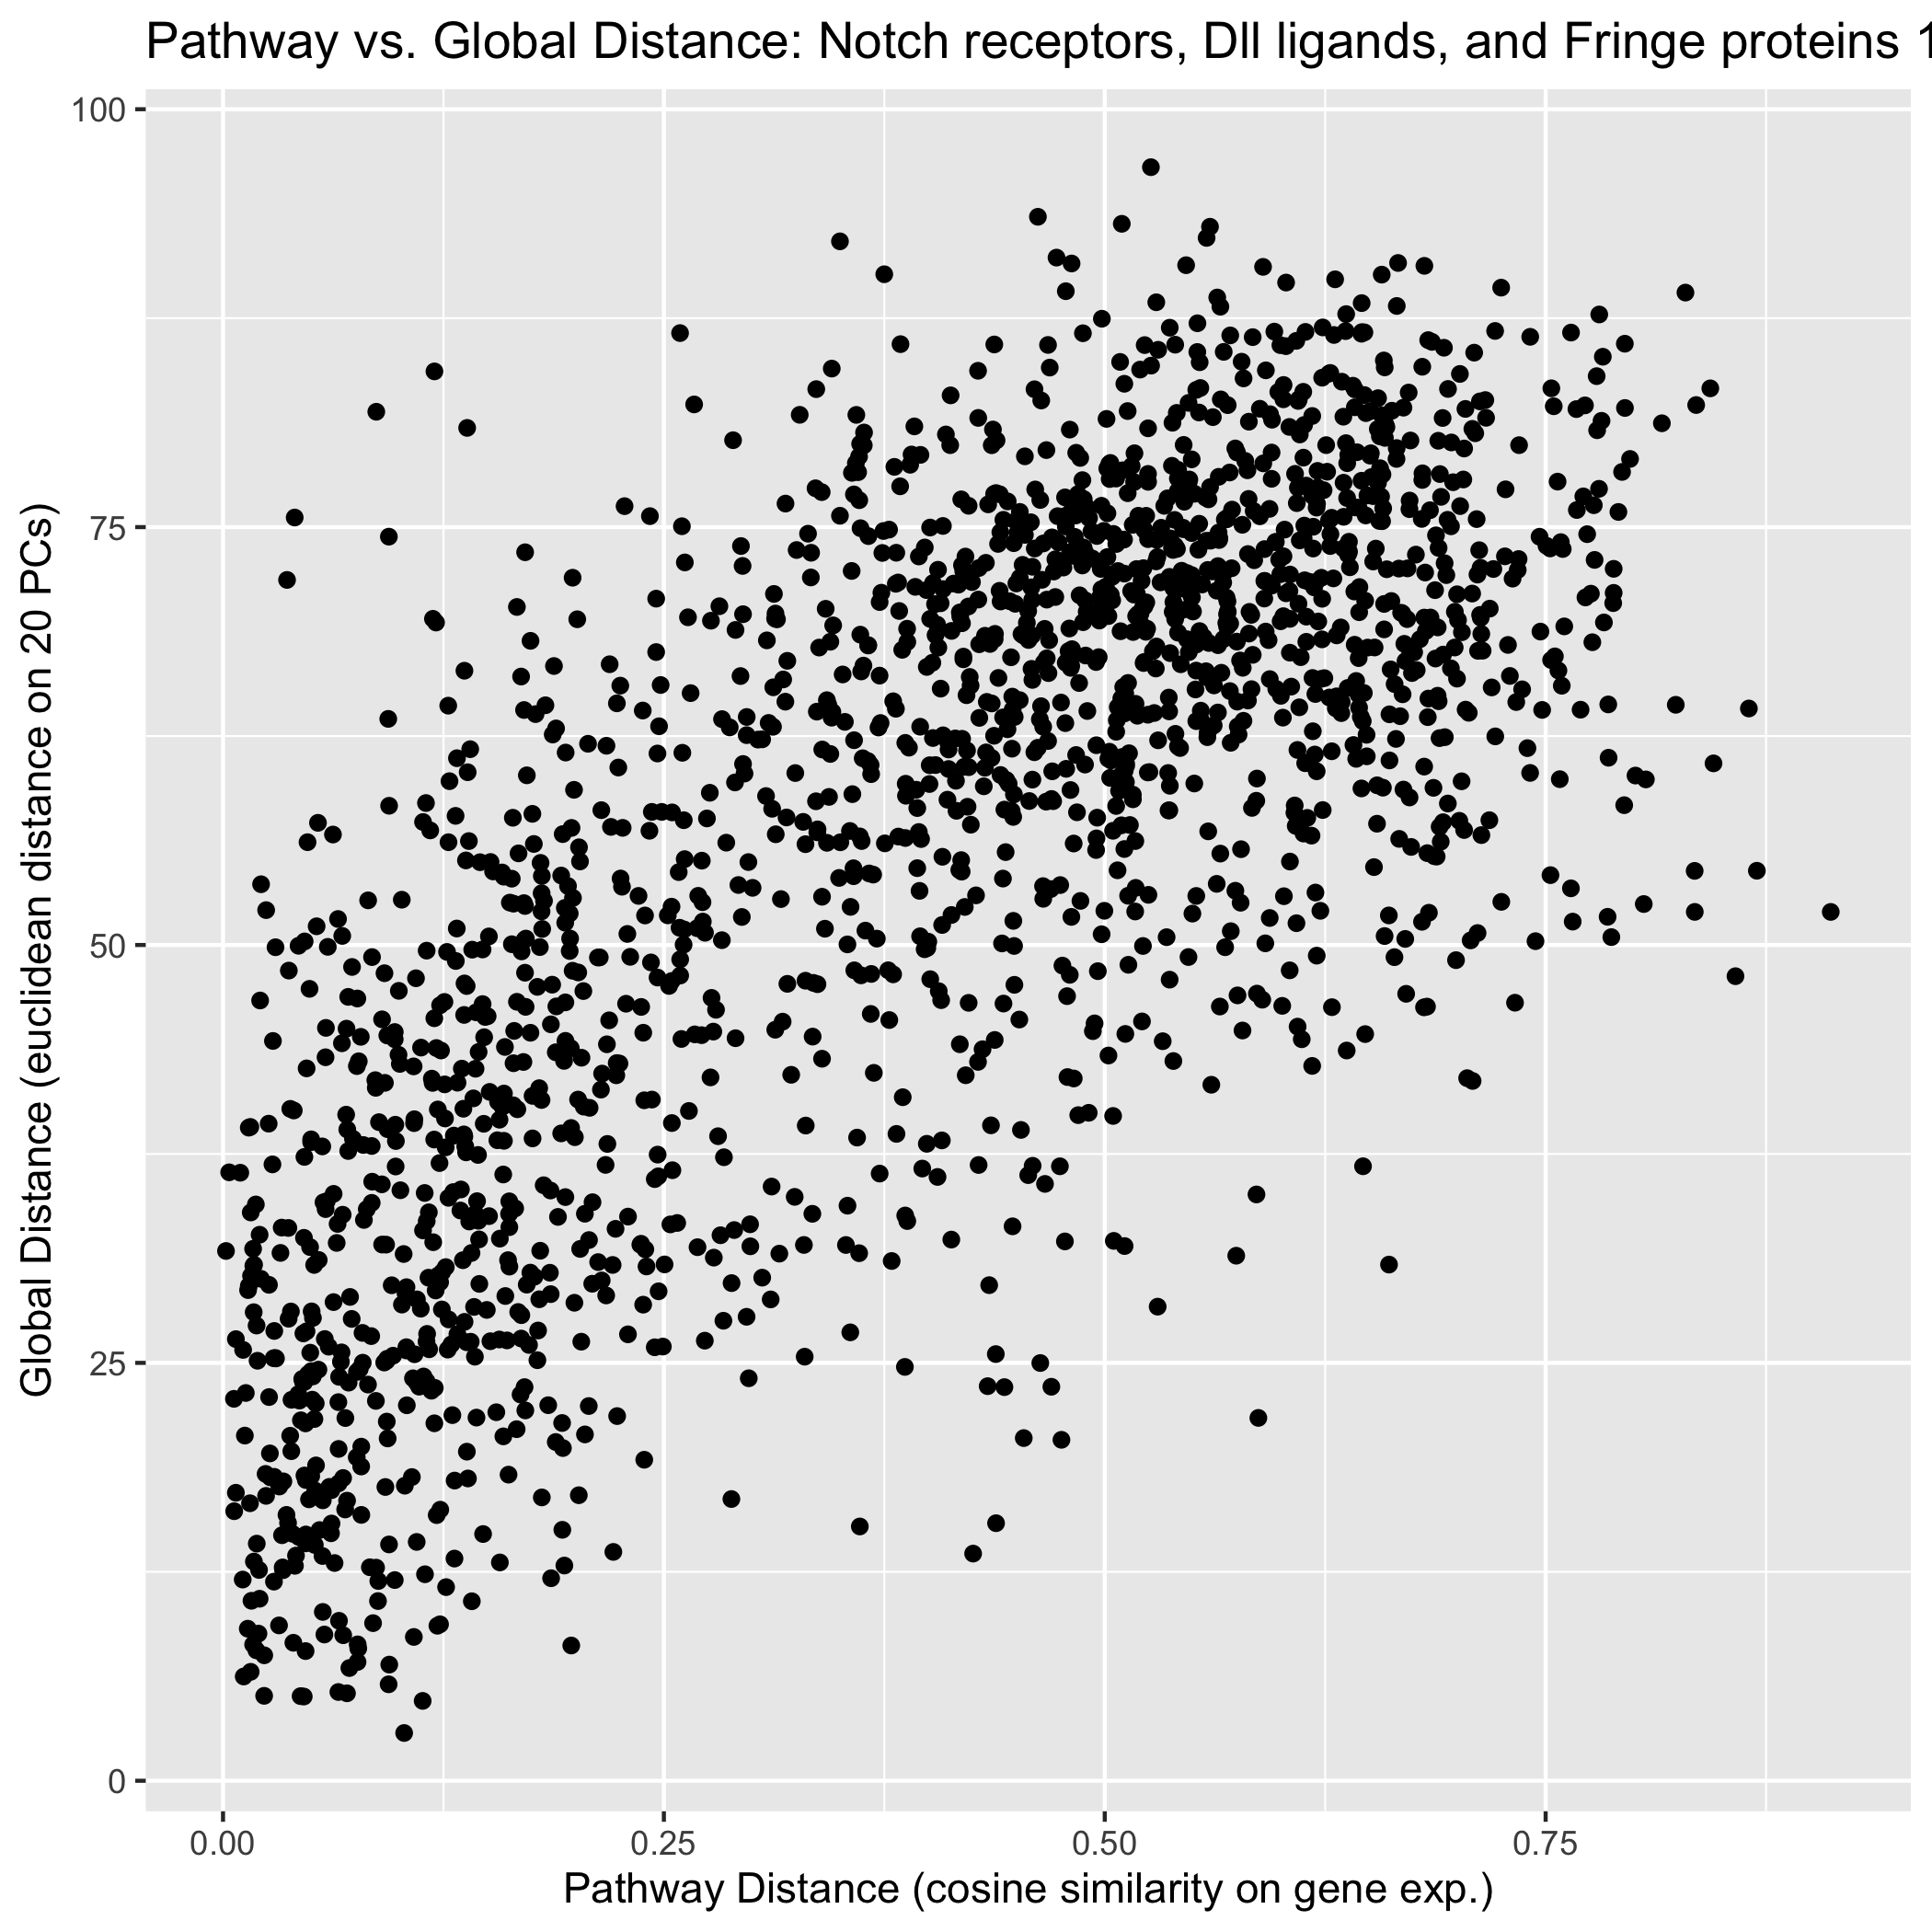 Pathway vs. Global Distance: Notch receptors, Dll ligands, and Fringe proteins 1
Global Distance (euclidean distance on 20 PCs)
100
75
50
25
0
0.00 0.25 0.50 0.75
Pathway Distance (cosine similarity on gene exp.)